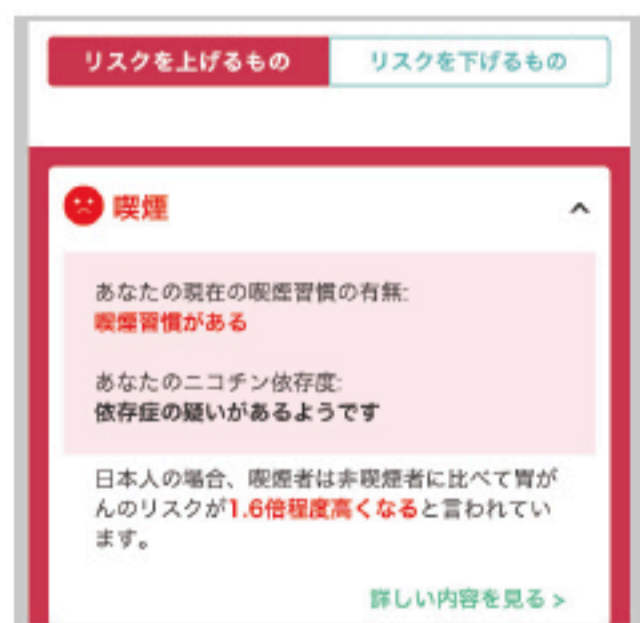 リスクを上げるもの
リスクを下げるもの
喫煙
あなたの現在の喫煙習慣の有無:
喫煙習慣がある
あなたのニコチン依存度:
依存症の疑いがあるようです
日本人の場合、喫煙者は非喫煙者に比べて胃が
んのリスクが1.6倍程度高くなると言われてい
ます。
詳しい内容を見る >